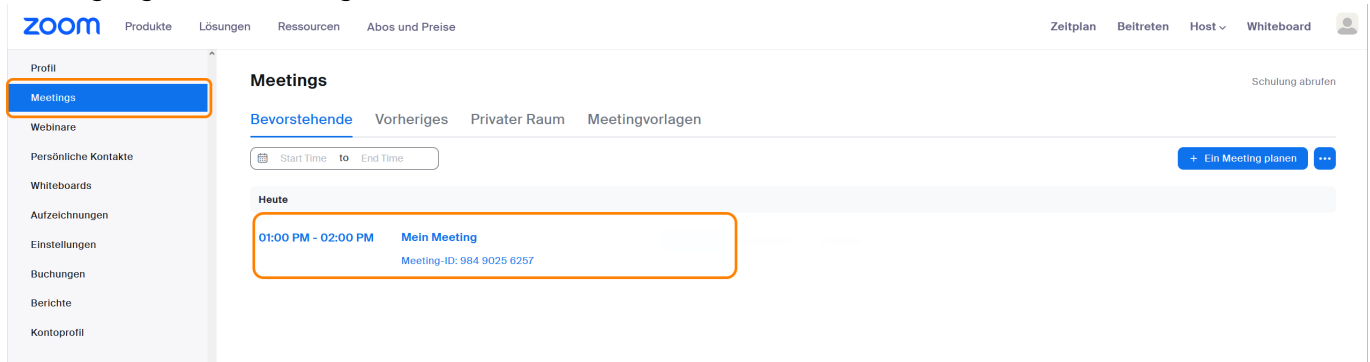 zoom Produkte Lösungen Ressourcen Abos und Preise Zeitplan Beitreten Host Whiteboard
Profil
Meetings
Webinare
Persönliche Kontakte
Whiteboards
Aufzeichnungen
Einstellungen
Buchungen
Berichte
Kontoprofil
Meetings
Schulung abrufen
Bevorstehende Vorheriges Privater Raum Meetingvorlagen
Start Time to End Time
+ Ein Meeting planen
Heute
01:00 PM - 02:00 PM Mein Meeting
Meeting-ID: 984 9025 6257